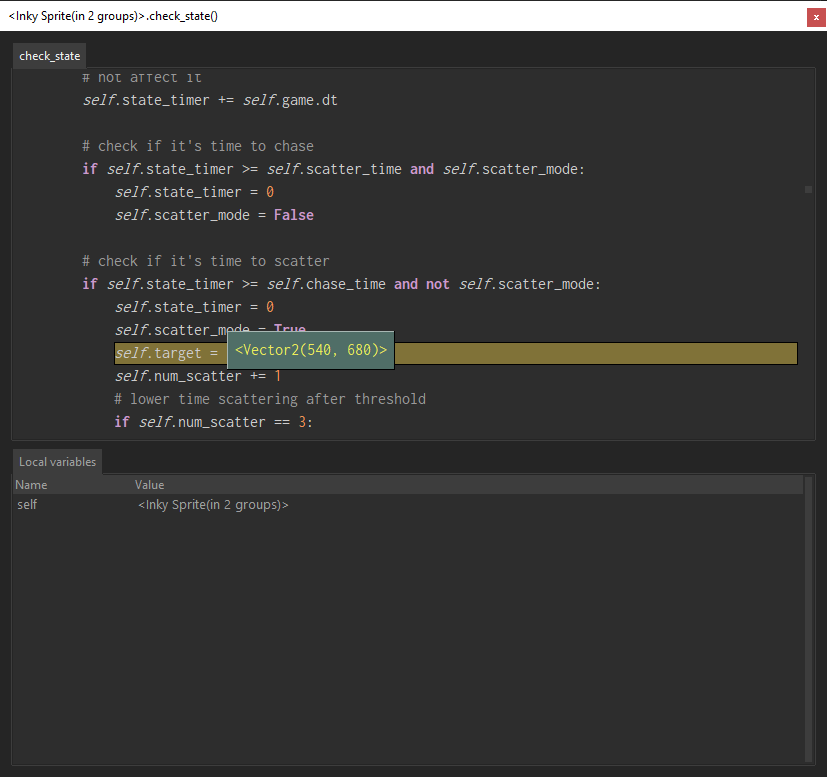 <Inky Sprite(in 2 groups)>.check_state()
x
check_state
# not affect it
self.state_timer += self.game.dt
# check if it's time to chase
if self.state_timer >= self.scatter_time and self.scatter_mode:
self.state_timer = 0
self.scatter_mode = False
# check if it's time to scatter
if self.state_timer >= self.chase_time and not self.scatter_mode:
self.state_timer = 0
self.scatter_mode = True
self.target = <Vector2(540, 680)>
self.num_scatter += 1
# lower time scattering after threshold
if self.num_scatter == 3:
Local variables
Name Value
self <Inky Sprite(in 2 groups)>